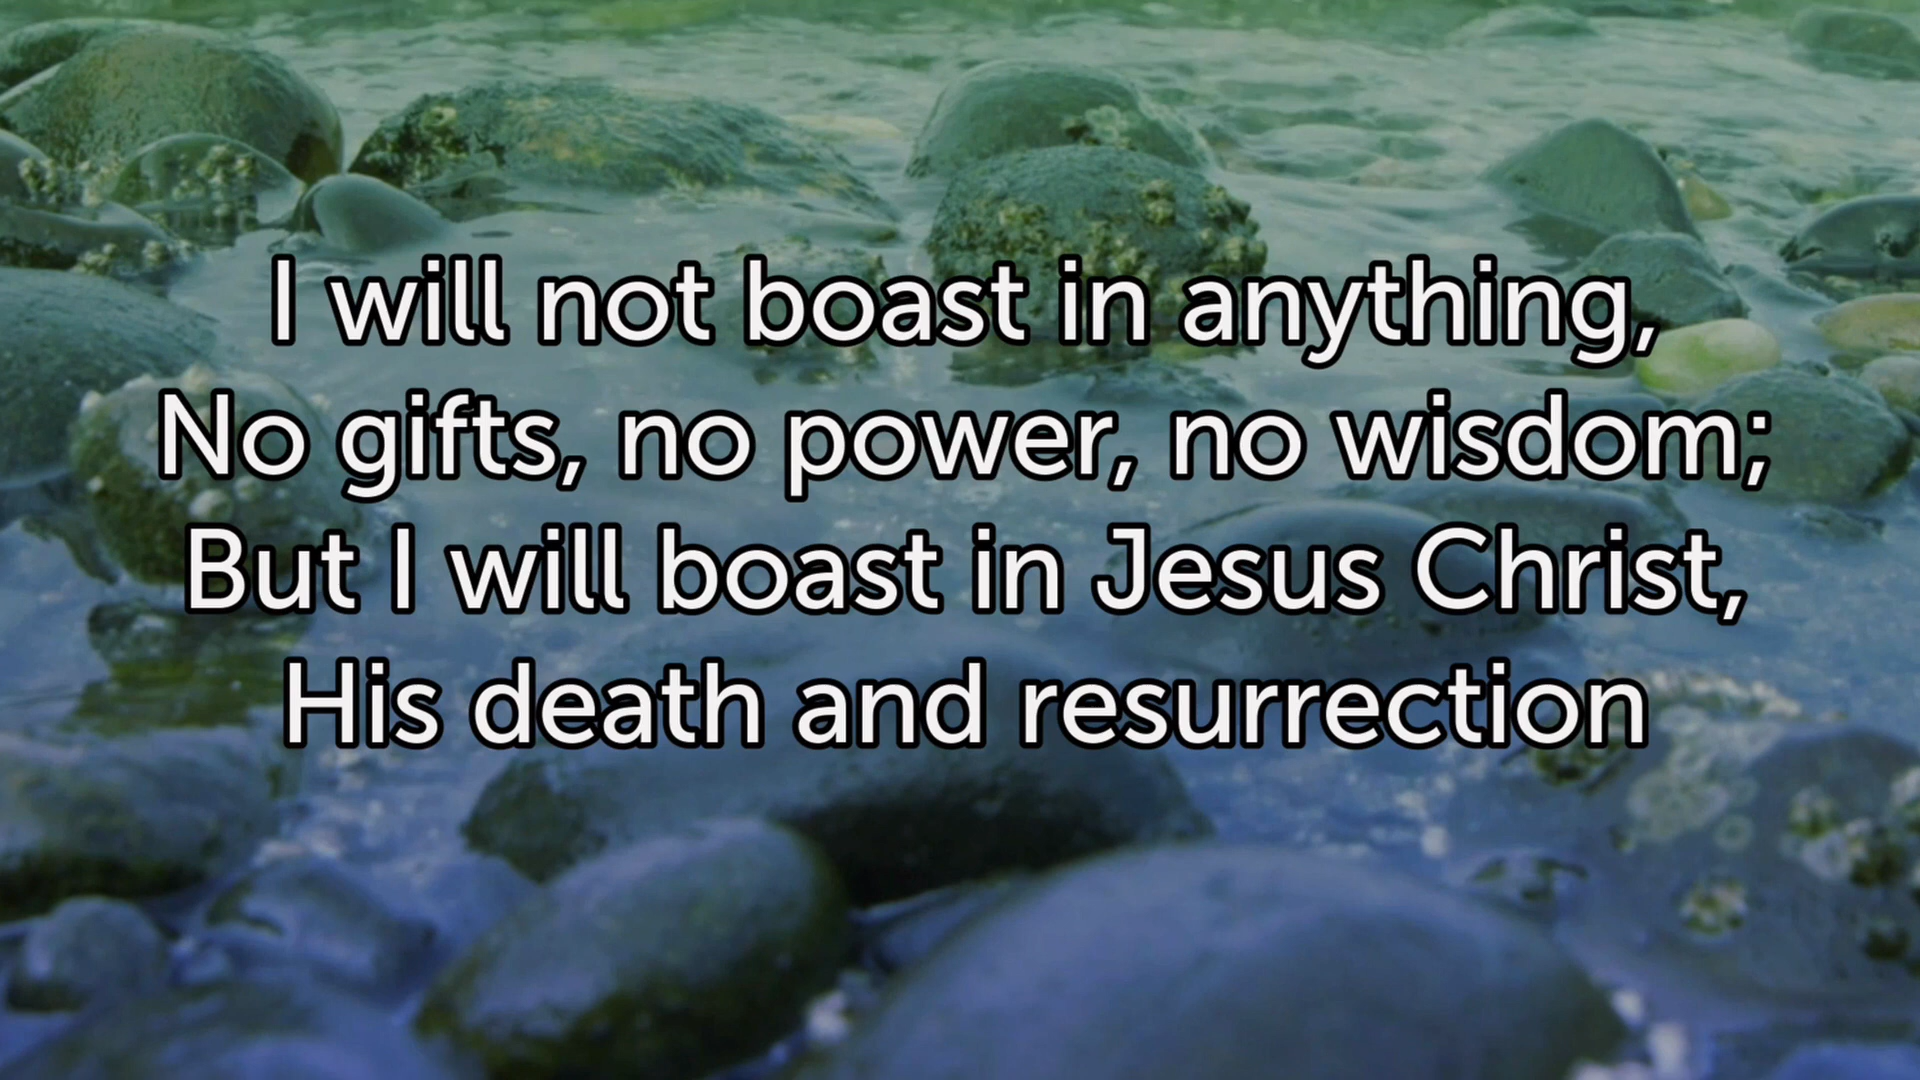 I will not boast in anything,
No gifts, no power, no wisdom;
But I will boast in Jesus Christ,
His death and resurrection